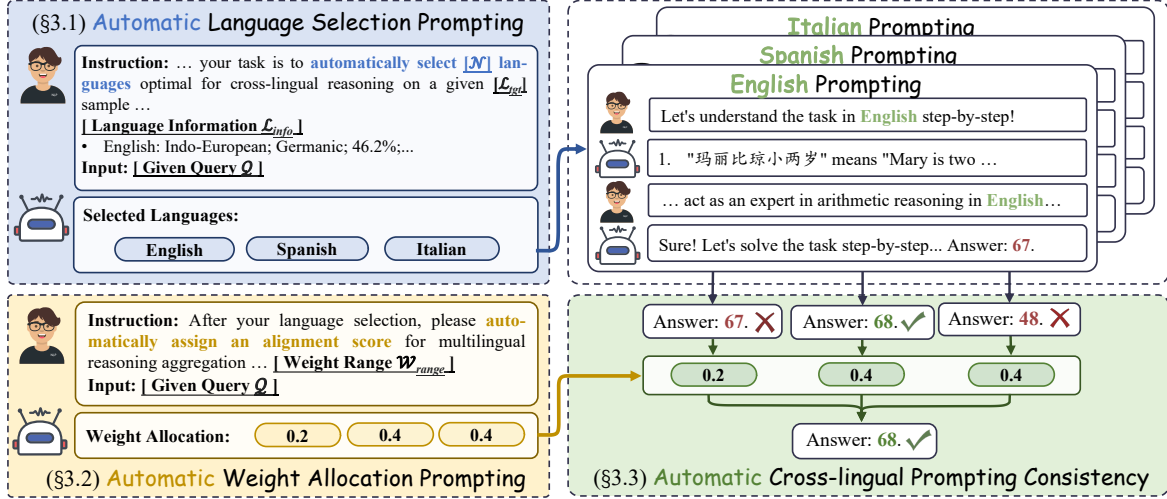 (§3.1) Automatic Language Selection Prompting
Instruction: … your task is to automatically select [N] lan-
guages optimal for cross-lingual reasoning on a given [L_tgt]
sample …
[ Language Information L_info ]
• English: Indo-European; Germanic; 46.2%;...
Input: [ Given Query Q ]
Selected Languages:
English Spanish Italian
Italian Prompting
Spanish Prompting
English Prompting
Let's understand the task in English step-by-step!
1. "玛丽比琼小两岁" means "Mary is two …
… act as an expert in arithmetic reasoning in English…
Sure! Let's solve the task step-by-step... Answer: 67.
Instruction: After your language selection, please auto-
matically assign an alignment score for multilingual
reasoning aggregation … [ Weight Range W_range ]
Input: [ Given Query Q ]
Weight Allocation: 0.2 0.4 0.4
(§3.2) Automatic Weight Allocation Prompting
Answer: 67. Answer: 68. Answer: 48.
0.2 0.4 0.4
Answer: 68.
(§3.3) Automatic Cross-lingual Prompting Consistency